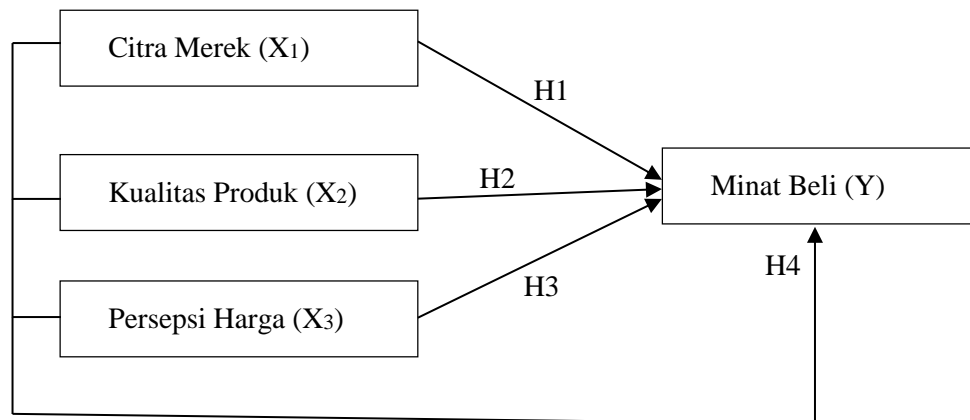 Citra Merek (X1)
H1
Kualitas Produk (X2)
H2
Minat Beli (Y)
H4
H3
Persepsi Harga (X3)